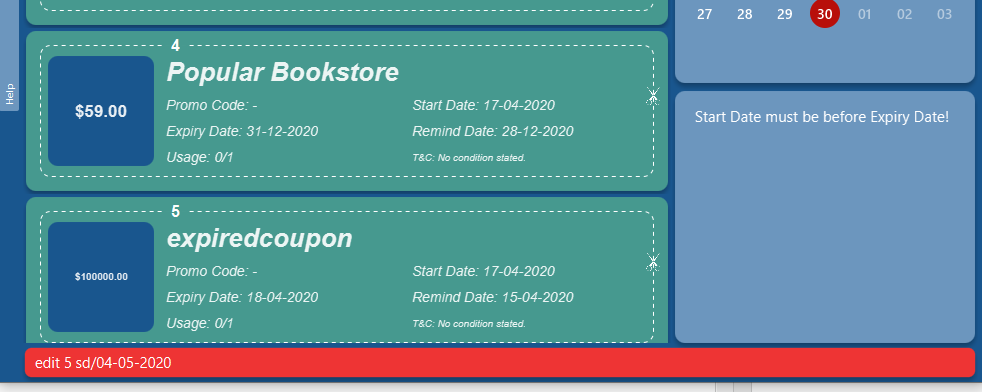 27 28 29 30 01 02 03
Help
4
Popular Bookstore
$59.00
Promo Code: -
Start Date: 17-04-2020
Expiry Date: 31-12-2020
Remind Date: 28-12-2020
Usage: 0/1
T&C: No condition stated.
5
expiredcoupon
$100000.00
Promo Code: -
Start Date: 17-04-2020
Expiry Date: 18-04-2020
Remind Date: 15-04-2020
Usage: 0/1
T&C: No condition stated.
Start Date must be before Expiry Date!
edit 5 sd/04-05-2020